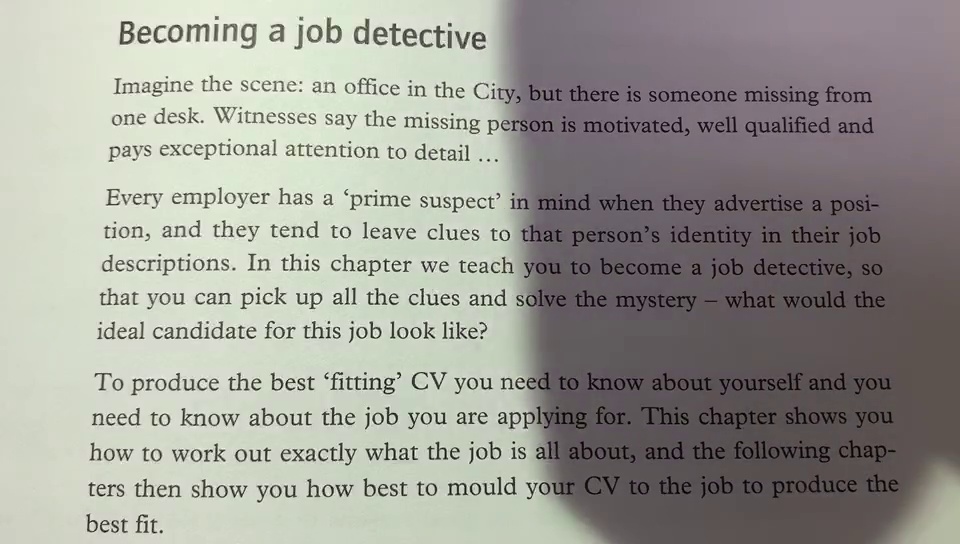 Becoming a job detective
Imagine the scene: an office in the City, but there is someone missing from
one desk. Witnesses say the missing person is motivated, well qualified and
pays exceptional attention to detail …
Every employer has a ‘prime suspect’ in mind when they advertise a posi-
tion, and they tend to leave clues to that person’s identity in their job
descriptions. In this chapter we teach you to become a job detective, so
that you can pick up all the clues and solve the mystery – what would the
ideal candidate for this job look like?
To produce the best ‘fitting’ CV you need to know about yourself and you
need to know about the job you are applying for. This chapter shows you
how to work out exactly what the job is all about, and the following chap-
ters then show you how best to mould your CV to the job to produce the
best fit.